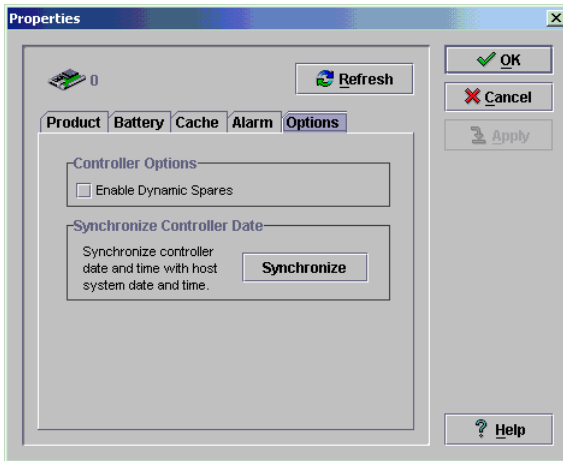 Properties
0
Refresh
OK
Cancel
Apply
Product Battery Cache Alarm Options
Controller Options
Enable Dynamic Spares
Synchronize Controller Date
Synchronize controller
date and time with host
system date and time.
Synchronize
Help